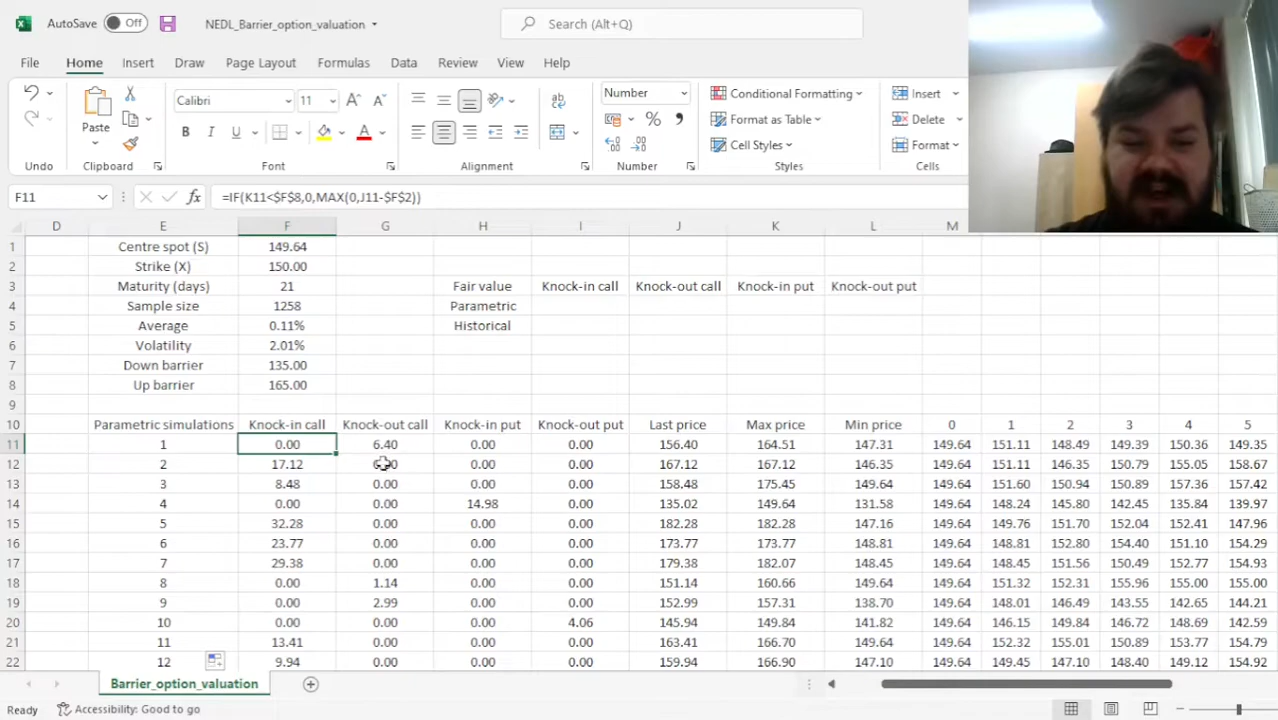 AutoSave Off NEDL_Barrier_option_valuation Search (Alt+Q)
File Home Insert Draw Page Layout Formulas Data Review View Help
Calibri 11 Number Conditional Formatting Insert
Paste B I U A % Format as Table Delete
Cell Styles Format
Undo Clipboard Font Alignment Number Styles Cells
F11 fx =IF(K11<$F$8,0,MAX(0,J11-$F$2))
D E F G H I J K L M N O P Q R
1 Centre spot (S) 149.64
2 Strike (X) 150.00
3 Maturity (days) 21 Fair value Knock-in call Knock-out call Knock-in put Knock-out put
4 Sample size 1258 Parametric
5 Average 0.11% Historical
6 Volatility 2.01%
7 Down barrier 135.00
8 Up barrier 165.00
9
10 Parametric simulations Knock-in call Knock-out call Knock-in put Knock-out put Last price Max price Min price 0 1 2 3 4 5
11 1 0.00 6.40 0.00 0.00 156.40 164.51 147.31 149.64 151.11 148.49 149.39 150.36 149.35
12 2 17.12 0.00 0.00 167.12 167.12 146.35 149.64 151.11 146.35 150.79 155.05 158.67
13 3 8.48 0.00 0.00 0.00 158.48 175.45 149.64 149.64 151.60 150.94 150.89 157.36 157.42
14 4 0.00 0.00 14.98 0.00 135.02 149.64 131.58 149.64 148.24 145.80 142.45 135.84 139.97
15 5 32.28 0.00 0.00 0.00 182.28 182.28 147.16 149.64 149.76 151.70 152.04 152.41 147.96
16 6 23.77 0.00 0.00 0.00 173.77 173.77 148.81 149.64 148.81 152.80 154.40 151.10 154.29
17 7 29.38 0.00 0.00 0.00 179.38 182.07 148.45 149.64 148.45 151.56 150.49 152.77 154.93
18 8 0.00 1.14 0.00 0.00 151.14 160.66 149.64 149.64 151.32 152.31 155.96 155.00 155.00
19 9 0.00 2.99 0.00 0.00 152.99 157.31 138.70 149.64 148.01 146.49 143.55 142.65 144.21
20 10 0.00 0.00 0.00 4.06 145.94 149.84 141.82 149.64 146.15 149.84 146.72 148.69 142.59
21 11 13.41 0.00 0.00 0.00 163.41 166.70 149.64 149.64 152.32 155.01 150.89 153.77 154.79
22 12 9.94 0.00 0.00 0.00 159.94 166.90 147.10 149.64 149.45 147.10 148.40 149.12 154.92
Barrier_option_valuation
Ready Accessibility: Good to go